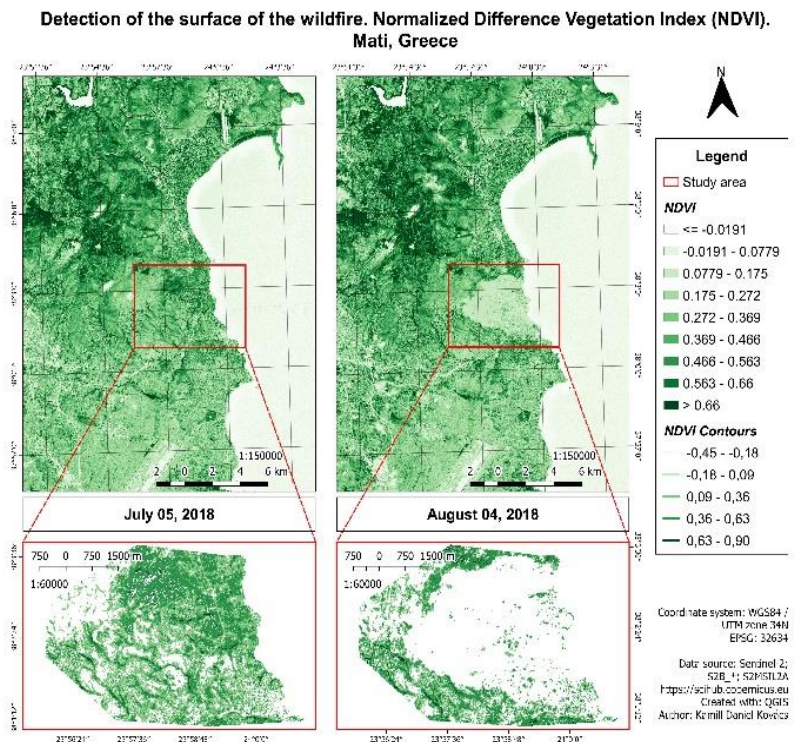 Detection of the surface of the wildfire. Normalized Difference Vegetation Index (NDVI).
Mati, Greece
N
Legend
Study area
NDVI
<= -0.0191
-0.0191 - 0.0779
0.0779 - 0.175
0.175 - 0.272
0.272 - 0.369
0.369 - 0.466
0.466 - 0.563
0.563 - 0.66
> 0.66
NDVI Contours
-0,45 - -0,18
-0,18 - 0,09
0,09 - 0,36
0,36 - 0,63
0,63 - 0,90
1:150000
2 0 2 4 6 km
1:150000
2 0 2 4 6 km
July 05, 2018
August 04, 2018
750 0 750 1500 m
1:60000
750 0 750 1500 m
1:60000
Coordinate system: WGS84 /
UTM zone 34N
EPSG: 32634
Data source: Sentinel 2;
S2B_*; S2MSIL2A
https://scihub.copernicus.eu
Created with: QGIS
Author: Kamill Dániel Kovács